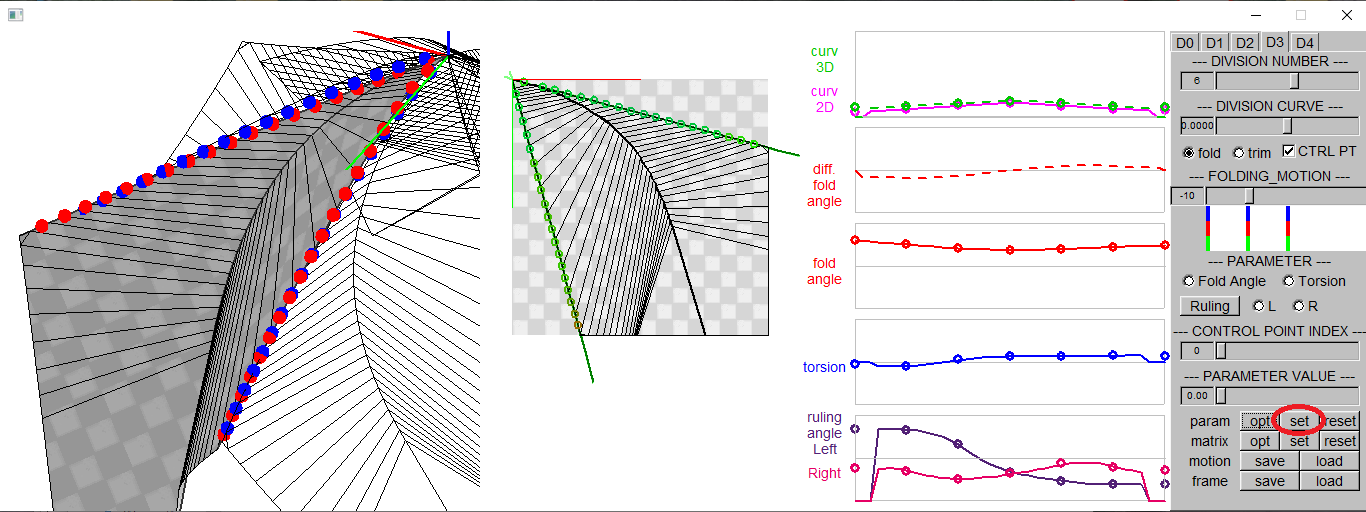 D0 D1 D2 D3 D4
--- DIVISION NUMBER ---
6
--- DIVISION CURVE ---
0.0000
fold trim CTRL PT
--- FOLDING_MOTION ---
-10
--- PARAMETER ---
Fold Angle Torsion
Ruling L R
--- CONTROL POINT INDEX ---
0
--- PARAMETER VALUE ---
0.00
param opt set reset
matrix opt set reset
motion save load
frame save load
curv
3D
curv
2D
diff.
fold
angle
fold
angle
torsion
ruling
angle
Left
Right